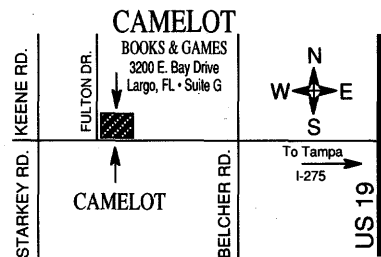 CAMELOT
BOOKS & GAMES
3200 E. Bay Drive
Largo, FL • Suite G
KEENE RD.
FULTON DR.
N
W
E
S
To Tampa
I-275
CAMELOT
STARKEY RD.
BELCHER RD.
US 19